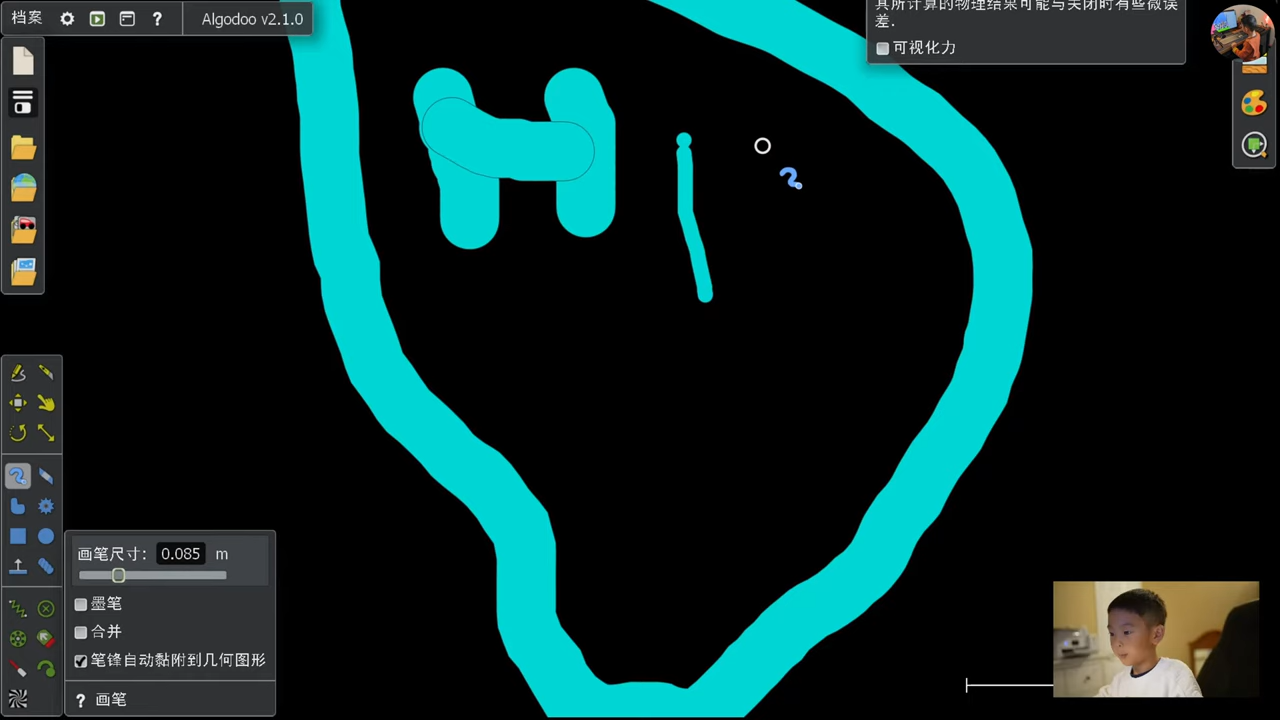 档案
Algodoo v2.1.0
其所计算的物理结果可能与关闭时有些微误
差.
可视化力
H
i
画笔尺寸: 0.085 m
墨笔
合并
笔锋自动黏附到几何图形
? 画笔